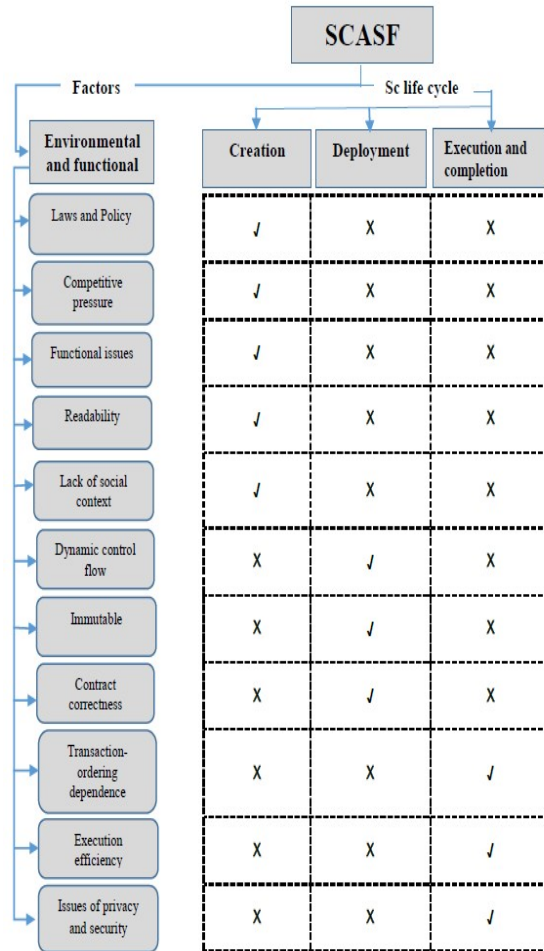 SCASF
Factors
Sc life cycle
Environmental
and functional
Creation
Deployment
Execution and
completion
Laws and Policy
√ X X
Competitive
pressure
√ X X
Functional issues
√ X X
Readability
√ X X
Lack of social
context
√ X X
Dynamic control
flow
X √ X
Immutable
X √ X
Contract
correctness
X √ X
Transaction-
ordering
dependence
X X √
Execution
efficiency
X X √
Issues of privacy
and security
X X √